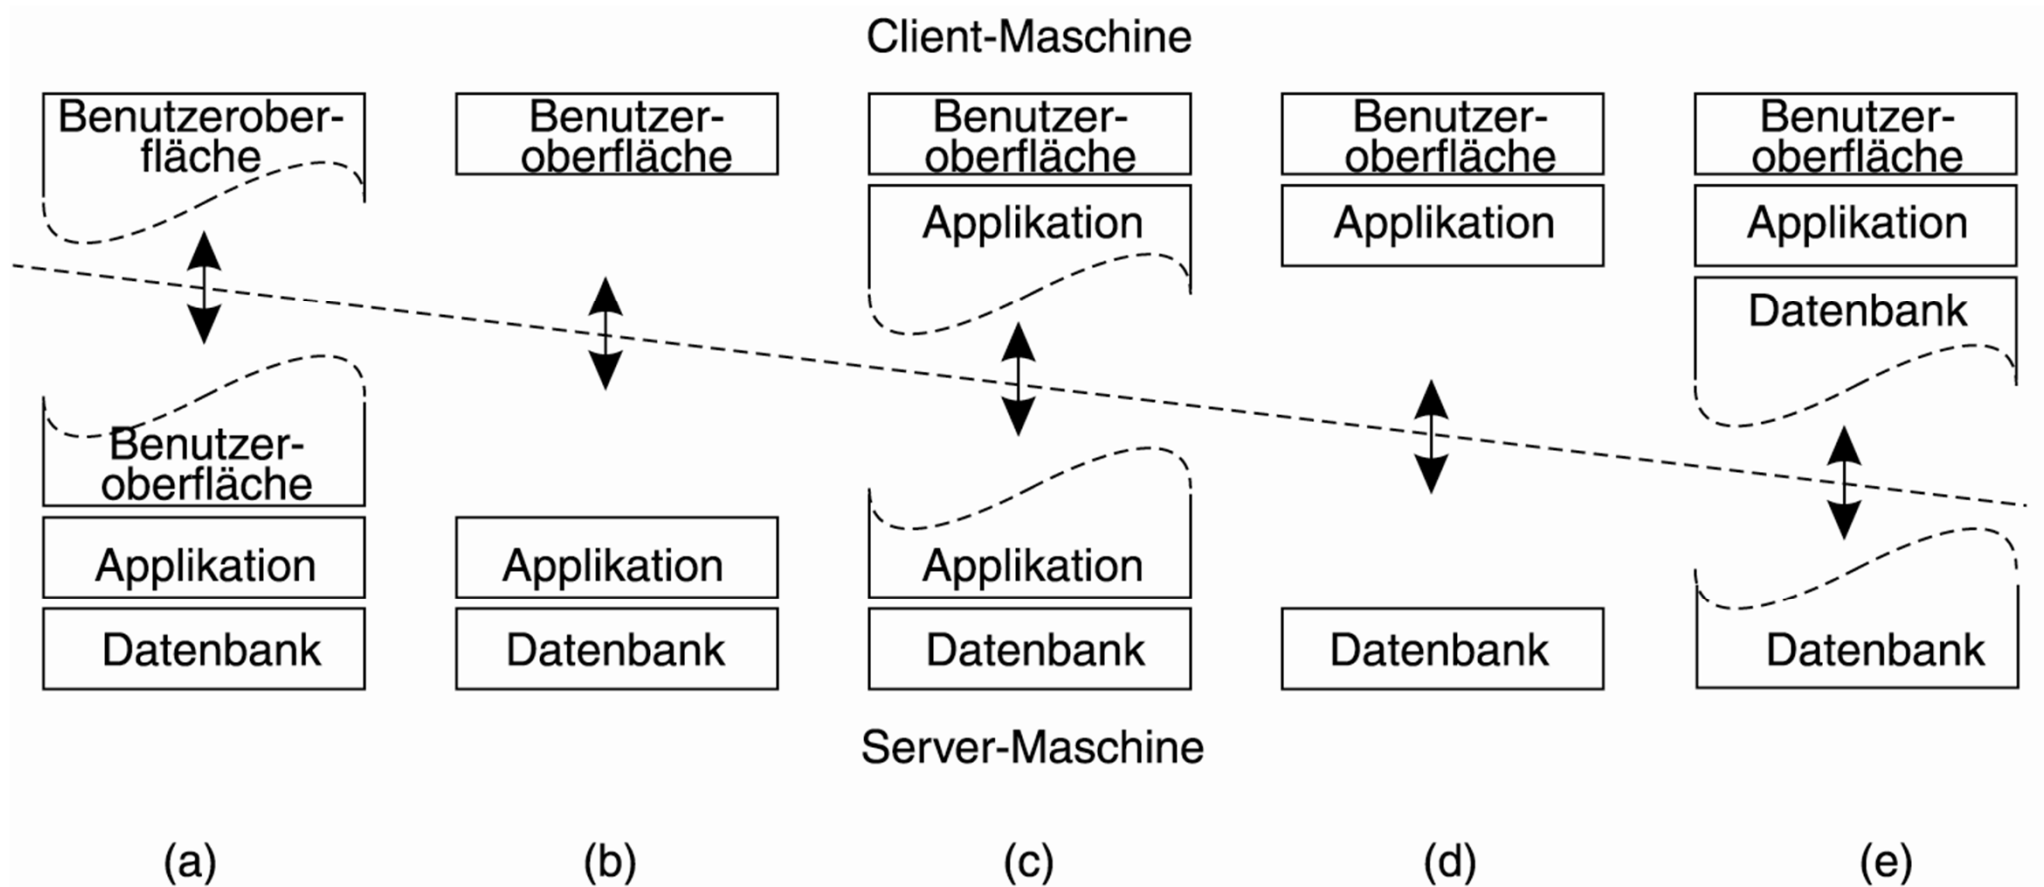 Client-Maschine
Benutzerober-
fläche
Benutzer-
oberfläche
Applikation
Datenbank
Benutzer-
oberfläche
Applikation
Datenbank
Benutzer-
oberfläche
Applikation
Applikation
Datenbank
Benutzer-
oberfläche
Applikation
Datenbank
Benutzer-
oberfläche
Applikation
Datenbank
Datenbank
Server-Maschine
(a) (b) (c) (d) (e)